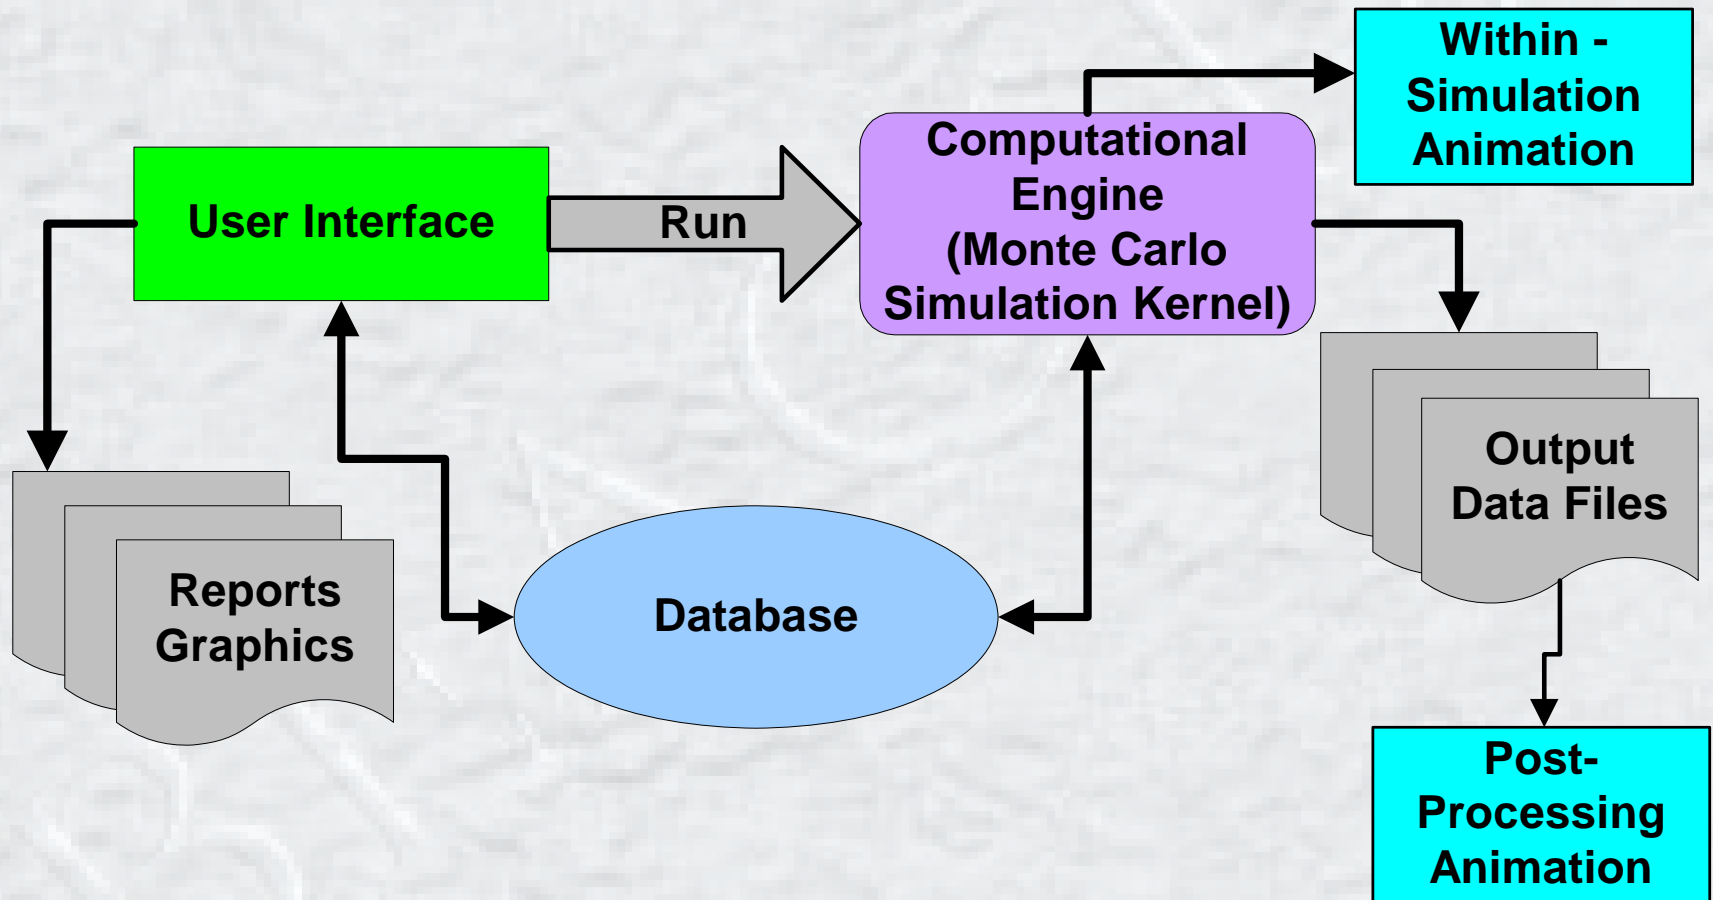 Within -
Simulation
Animation
User Interface
Run
Computational
Engine
(Monte Carlo
Simulation Kernel)
Output
Data Files
Reports
Graphics
Database
Post-
Processing
Animation